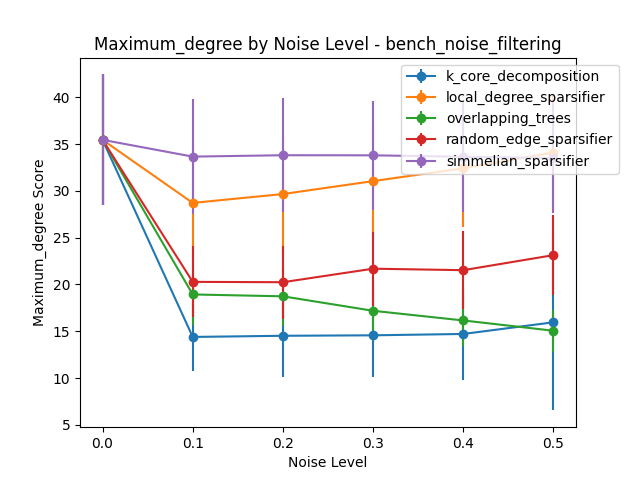 Maximum_degree by Noise Level - bench_noise_filtering
k_core_decomposition
local_degree_sparsifier
overlapping_trees
random_edge_sparsifier
simmelian_sparsifier
Maximum_degree Score
40
35
30
25
20
15
10
5
0.0 0.1 0.2 0.3 0.4 0.5
Noise Level